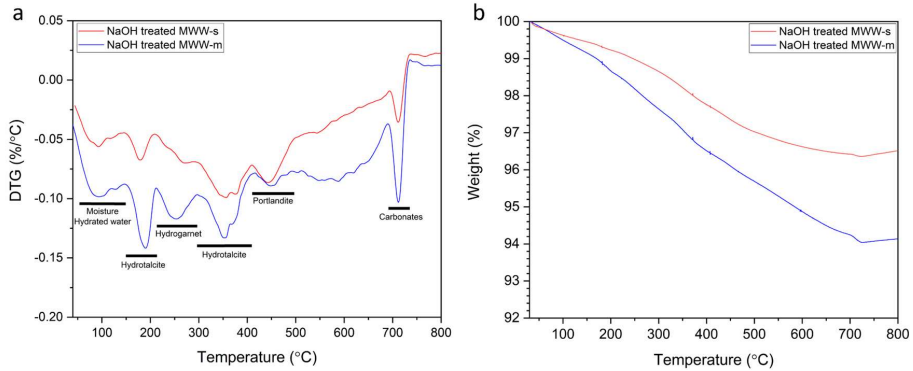 a
NaOH treated MWW-s
NaOH treated MWW-m
0.05
0.00
-0.05
-0.10
-0.15
-0.20
DTG (%/°C)
Moisture
Hydrated water
Hydrotalcite
Hydrogarnet
Hydrotalcite
Portlandite
Carbonates
100 200 300 400 500 600 700 800
Temperature (°C)
b
NaOH treated MWW-s
NaOH treated MWW-m
100
99
98
97
96
95
94
93
92
Weight (%)
100 200 300 400 500 600 700 800
Temperature (°C)